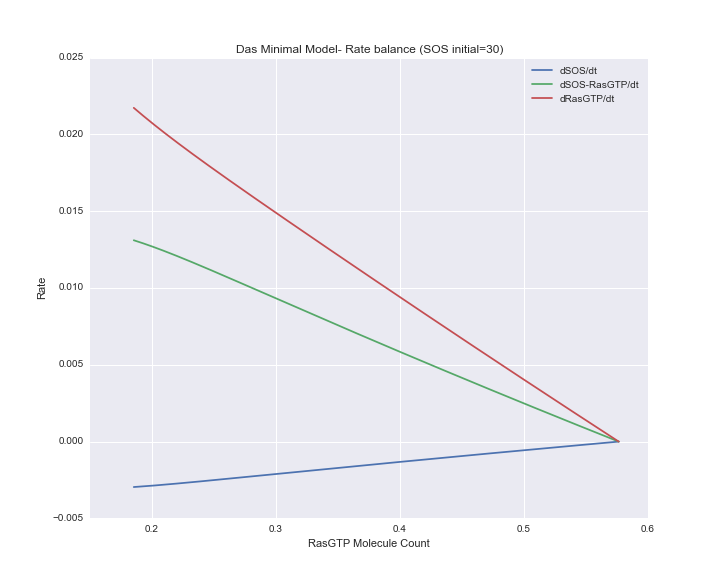 Das Minimal Model- Rate balance (SOS initial=30)
0.025
0.020
0.015
0.010
0.005
0.000
−0.005
Rate
dSOS/dt
dSOS-RasGTP/dt
dRasGTP/dt
0.2 0.3 0.4 0.5 0.6
RasGTP Molecule Count